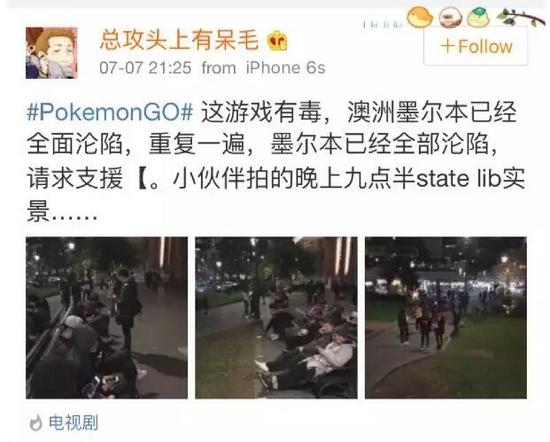 总攻头上有呆毛
+Follow
07-07 21:25 from iPhone 6s
#PokemonGO# 这游戏有毒，澳洲墨尔本已经
全面沦陷，重复一遍，墨尔本已经全部沦陷，
请求支援【。小伙伴拍的晚上九点半state lib实
景……
电视剧